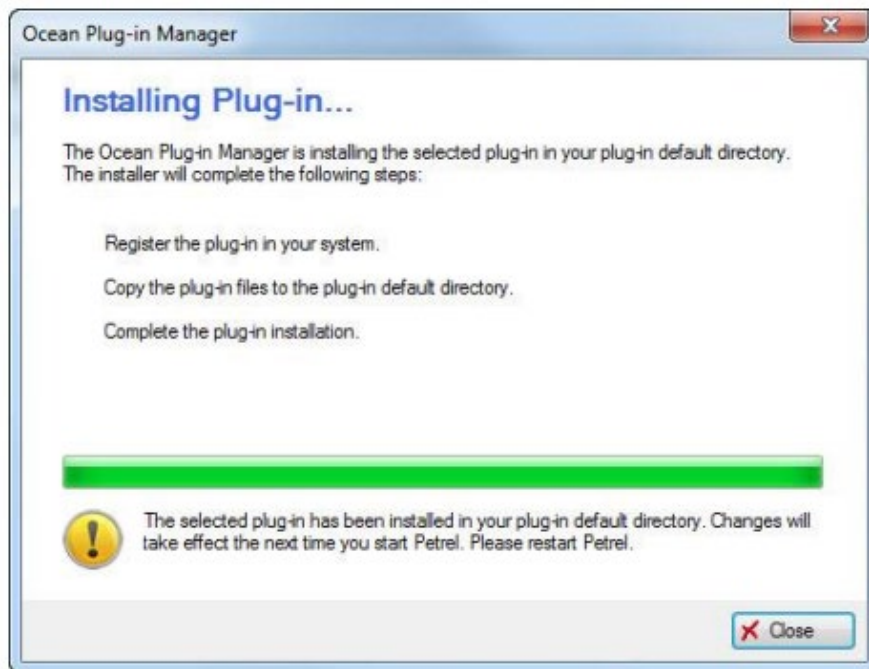 Ocean Plug-in Manager
Installing Plug-in...
The Ocean Plug-in Manager is installing the selected plug-in in your plug-in default directory.
The installer will complete the following steps:
Register the plug-in in your system.
Copy the plug-in files to the plug-in default directory.
Complete the plug-in installation.
The selected plug-in has been installed in your plug-in default directory. Changes will
take effect the next time you start Petrel. Please restart Petrel.
Close